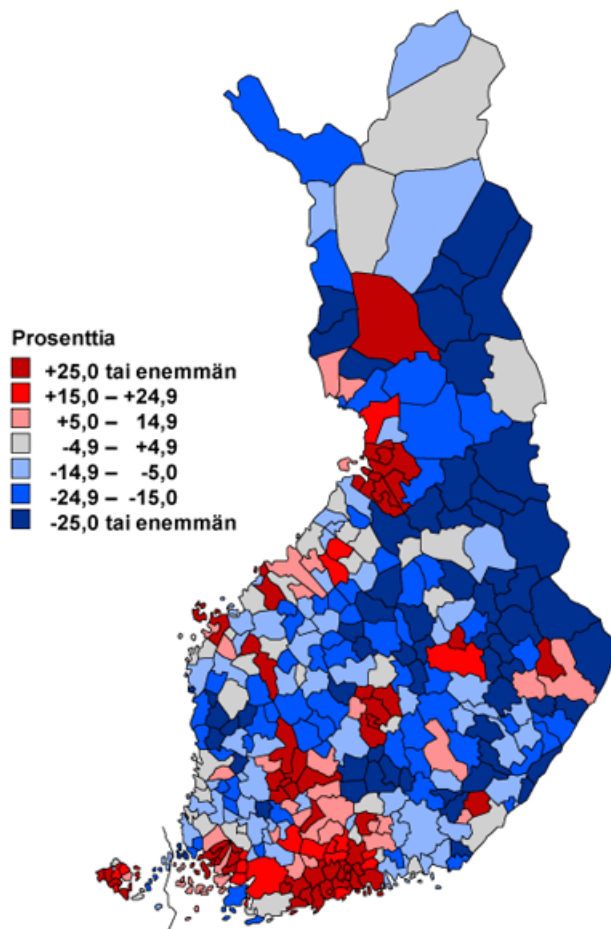 Prosenttia
+25,0 tai enemmän
+15,0 – +24,9
+5,0 – 14,9
-4,9 – +4,9
-14,9 – -5,0
-24,9 – -15,0
-25,0 tai enemmän